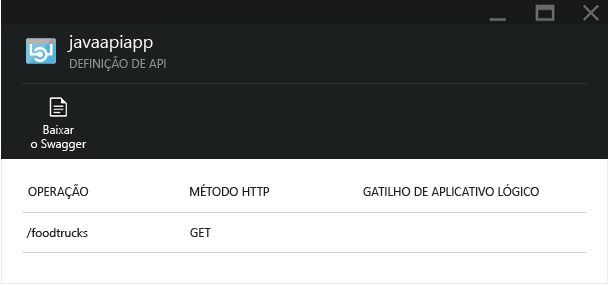 javaapiapp
DEFINIÇÃO DE API
Baixar
o Swagger
OPERAÇÃO MÉTODO HTTP GATILHO DE APLICATIVO LÓGICO
/foodtrucks GET